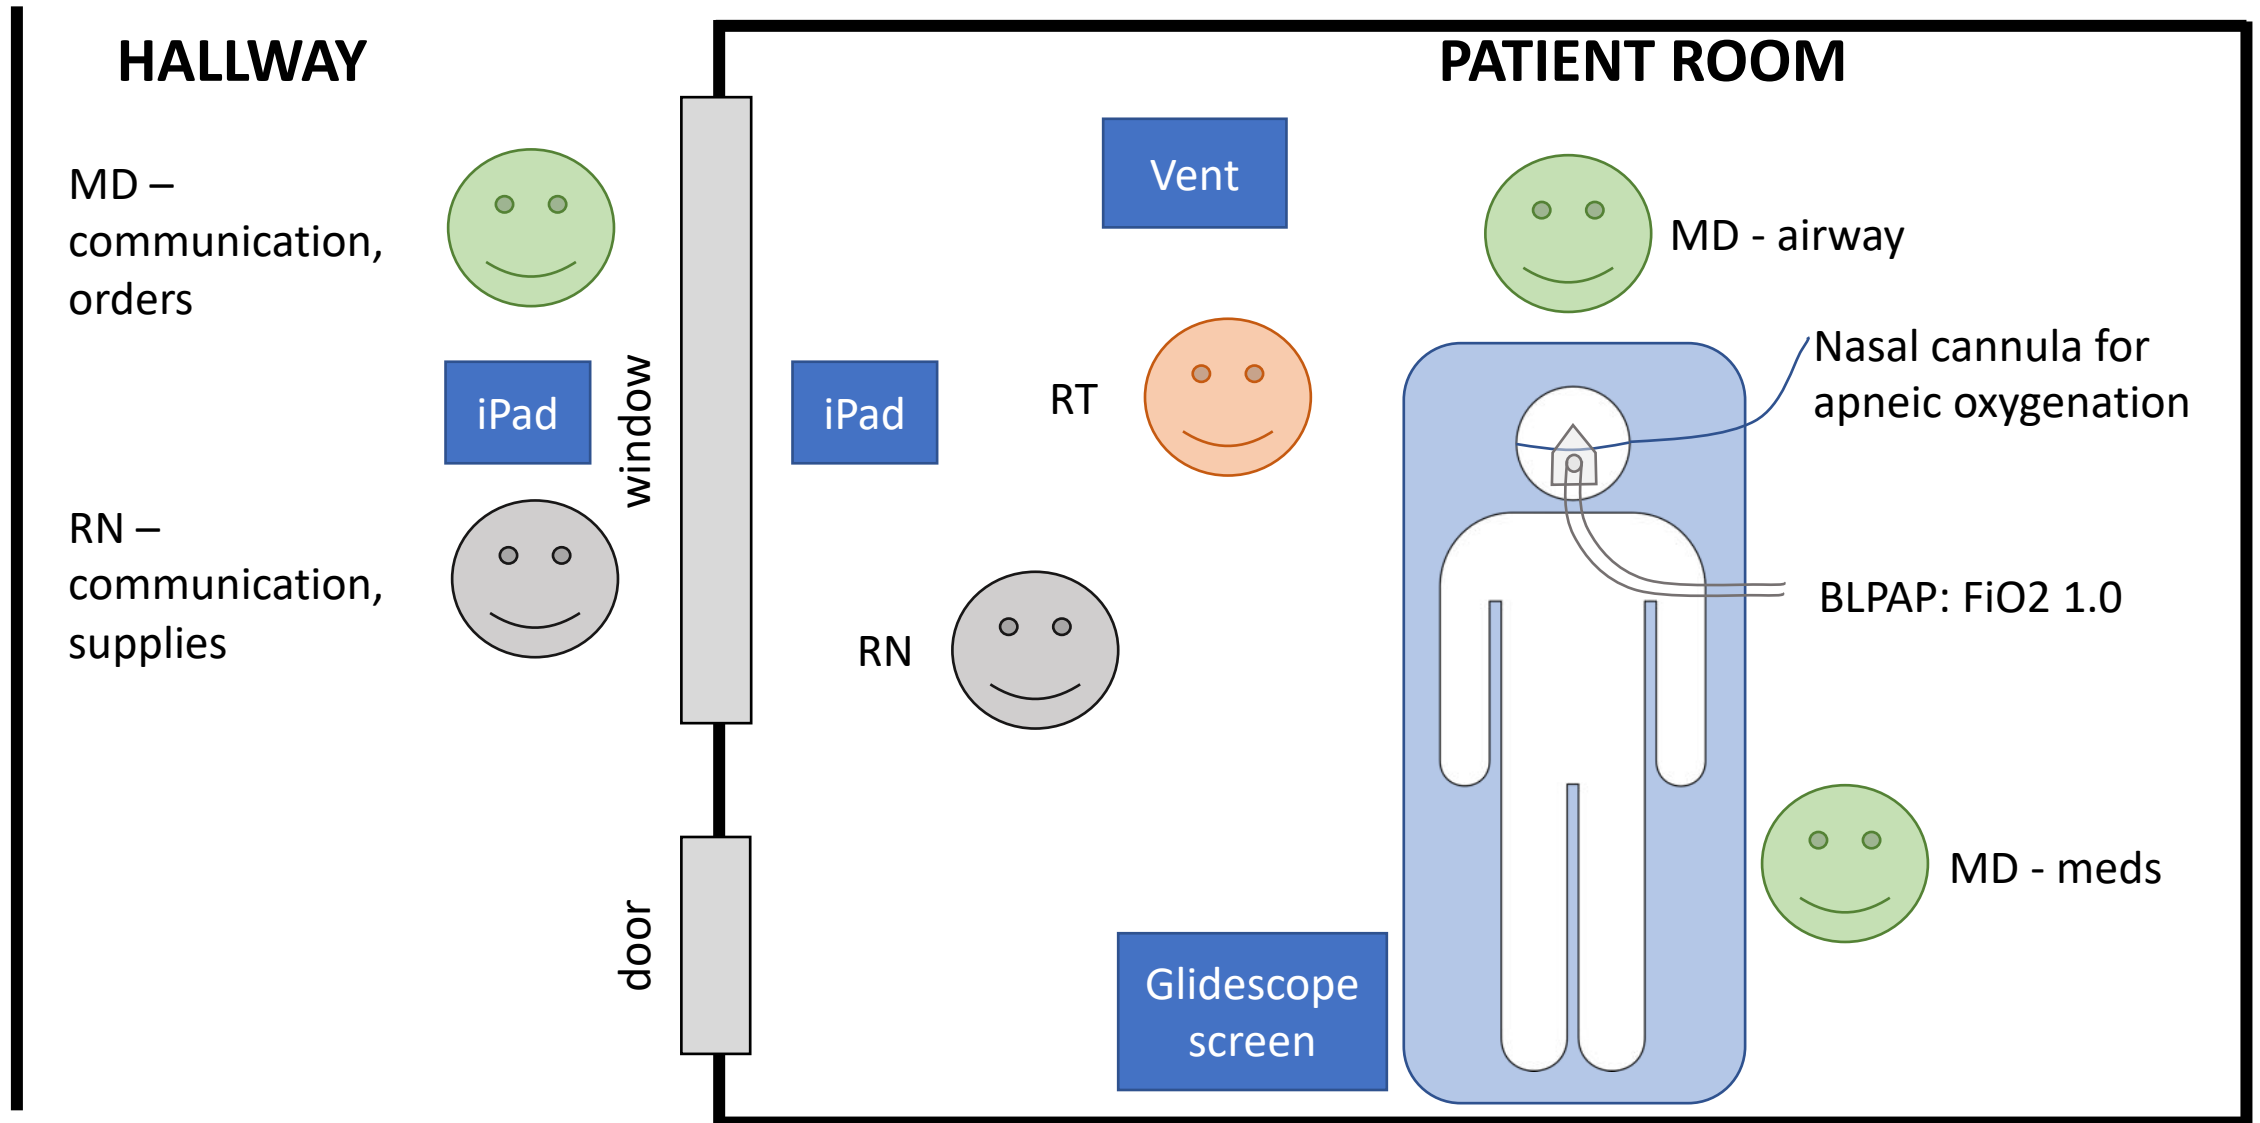 HALLWAY
PATIENT ROOM
MD –
communication,
orders
iPad
window
RN –
communication,
supplies
door
Vent
MD - airway
iPad
RT
Nasal cannula for
apneic oxygenation
RN
BLPAP: FiO2 1.0
MD - meds
Glidescope
screen